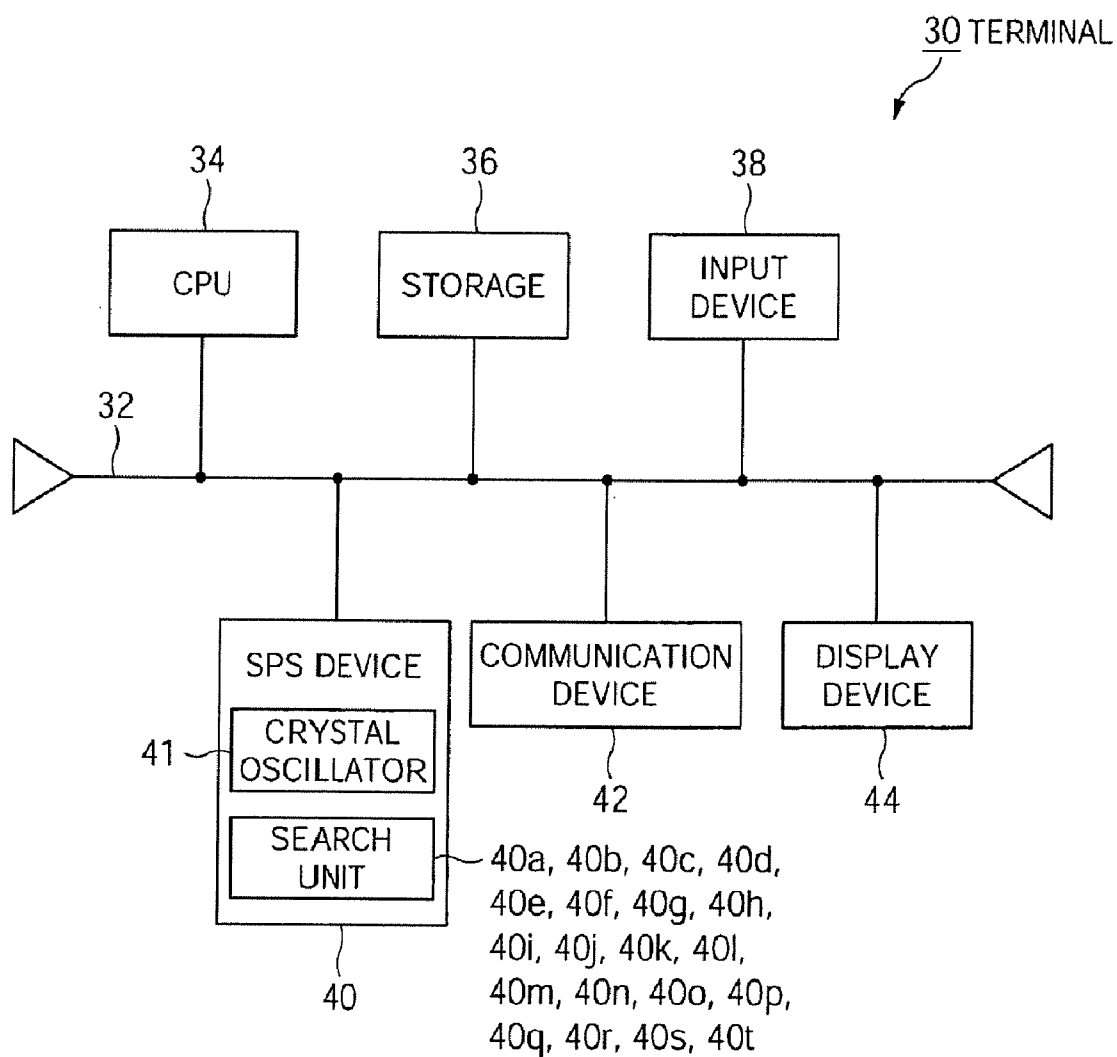 30 TERMINAL
34
36
38
CPU
STORAGE
INPUT
DEVICE
32
SPS DEVICE
COMMUNICATION
DEVICE
DISPLAY
DEVICE
41
CRYSTAL
OSCILLATOR
42
44
SEARCH
UNIT
40a, 40b, 40c, 40d,
40e, 40f, 40g, 40h,
40i, 40j, 40k, 40l,
40m, 40n, 40o, 40p,
40q, 40r, 40s, 40t
40